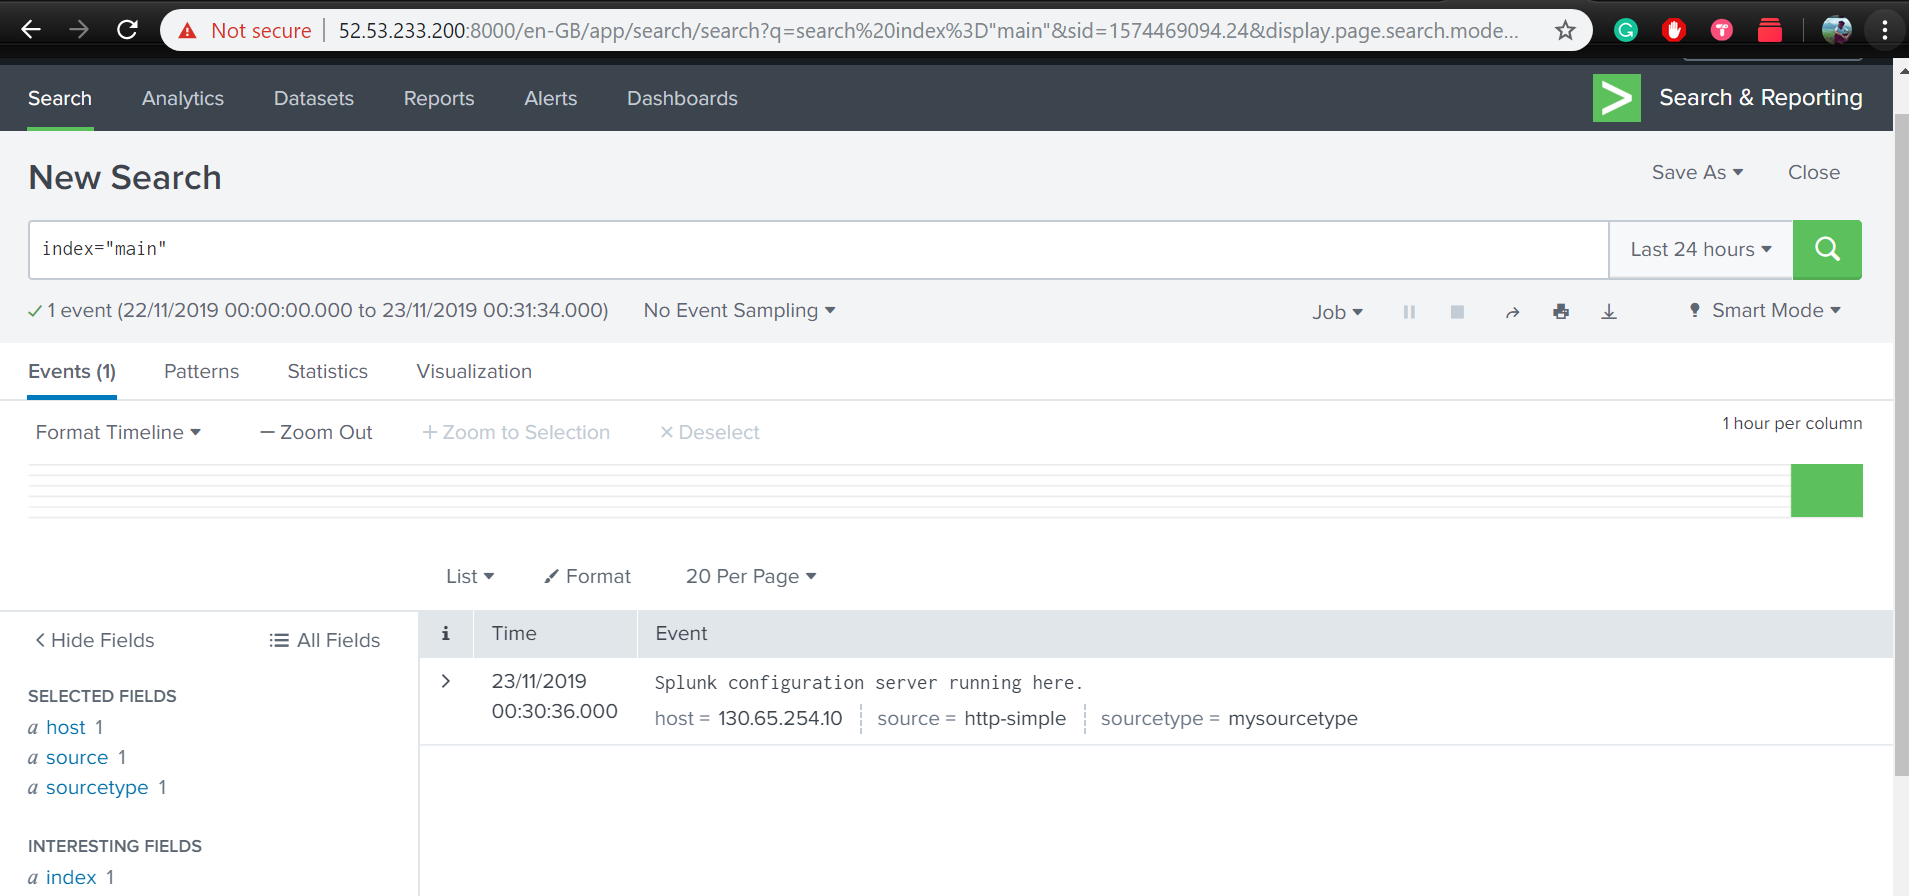 Not secure | 52.53.233.200:8000/en-GB/app/search/search?q=search%20index%3D"main"&sid=1574469094.24&display.page.search.mode...
Search Analytics Datasets Reports Alerts Dashboards Search & Reporting
New Search Save As Close
index="main" Last 24 hours
1 event (22/11/2019 00:00:00.000 to 23/11/2019 00:31:34.000) No Event Sampling Job Smart Mode
Events (1) Patterns Statistics Visualization
Format Timeline — Zoom Out + Zoom to Selection × Deselect 1 hour per column
List Format 20 Per Page
< Hide Fields All Fields i Time Event
SELECTED FIELDS
a host 1
a source 1
a sourcetype 1
INTERESTING FIELDS
a index 1
> 23/11/2019 Splunk configuration server running here.
00:30:36.000 host = 130.65.254.10 source = http-simple sourcetype = mysourcetype